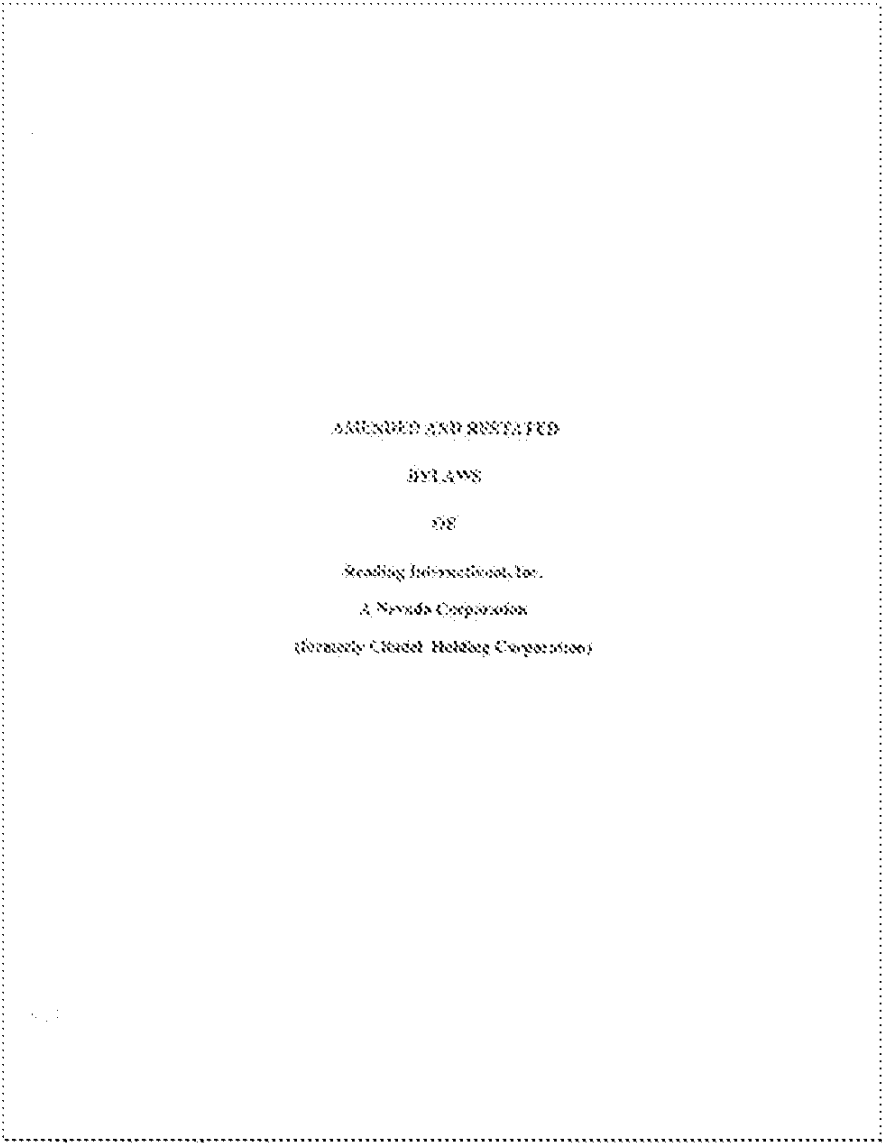 AMENDED AND RESTATED
BYLAWS
OF
Reading International, Inc.
A Nevada Corporation
(formerly Citadel Holding Corporation)